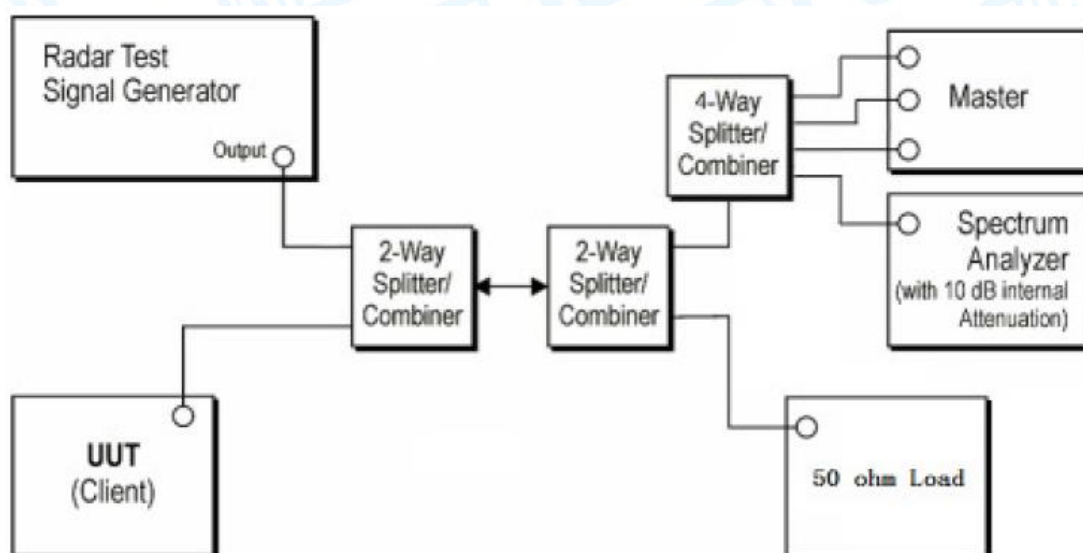 Radar Test
Signal Generator
Output
4-Way
Splitter/
Combiner
Master
2-Way
Splitter/
Combiner
2-Way
Splitter/
Combiner
Spectrum
Analyzer
(with 10 dB internal
Attenuation)
UUT
(Client)
50 ohm Load